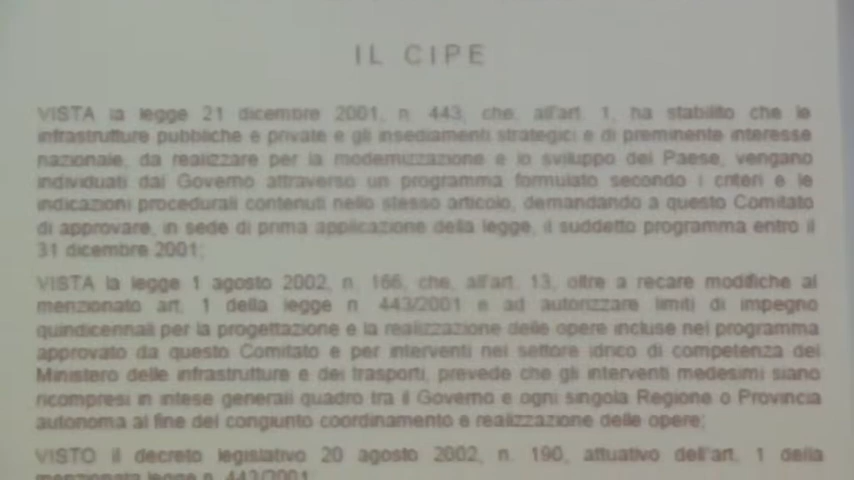 IL CIPE
VISTA la legge 21 dicembre 2001, n. 443, che, all'art. 1, ha stabilito che le
infrastrutture pubbliche e private e gli insediamenti strategici e di preminente interesse
nazionale, da realizzare per la modernizzazione e lo sviluppo del Paese, vengano
individuati dal Governo attraverso un programma formulato secondo i criteri e le
indicazioni procedurali contenuti nello stesso articolo, demandando a questo Comitato
di approvare, in sede di prima applicazione della legge, il suddetto programma entro il
31 dicembre 2001;
VISTA la legge 1 agosto 2002, n. 166, che, all'art. 13, oltre a recare modifiche al
menzionato art. 1 della legge n. 443/2001 e ad autorizzare limiti di impegno
quindicennali per la progettazione e la realizzazione delle opere incluse nel programma
approvato da questo Comitato e per interventi nel settore idrico di competenza del
Ministero delle infrastrutture e dei trasporti, prevede che gli interventi medesimi siano
ricompresi in intese generali quadro tra il Governo e ogni singola Regione o Provincia
autonoma al fine del congiunto coordinamento e realizzazione delle opere;
VISTO il decreto legislativo 20 agosto 2002, n. 190, attuativo dell'art. 1 della
menzionata legge n. 443/2001